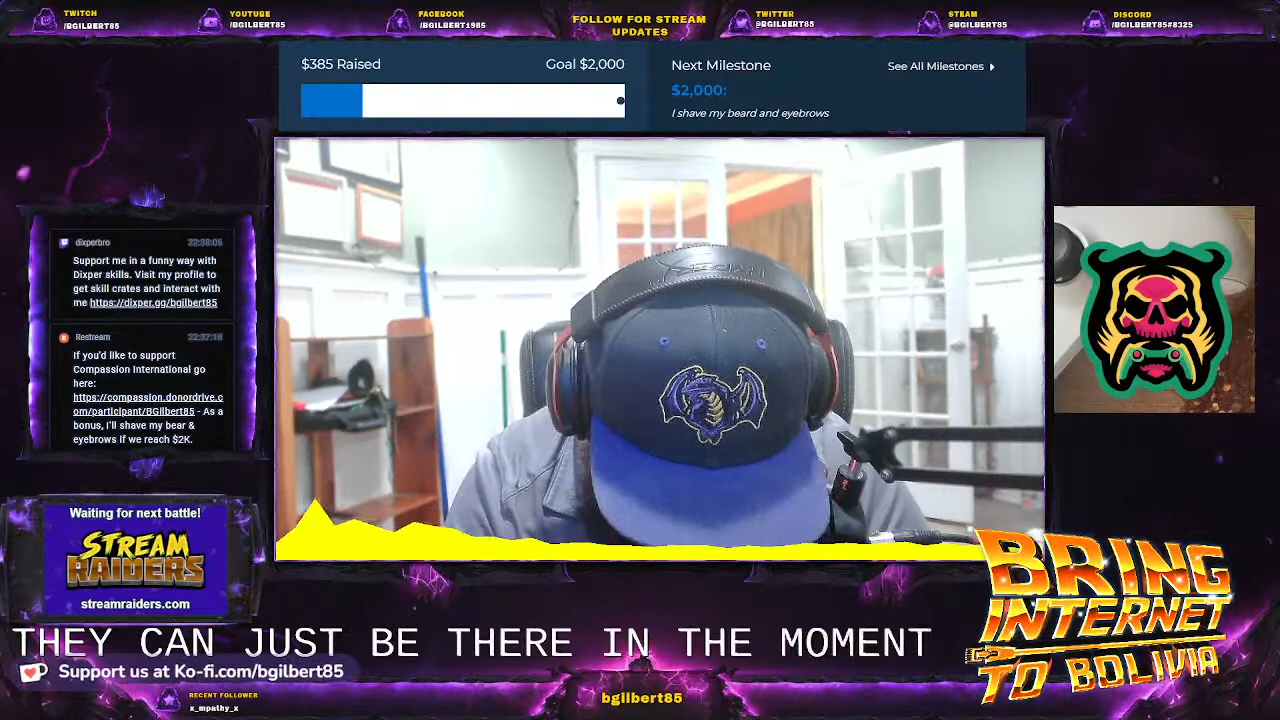 TWITCH
/BGILBERT85
YOUTUBE
/BGILBERT85
FACEBOOK
/BGILBERT1985
FOLLOW FOR STREAM
UPDATES
TWITTER
@BGILBERT85
STEAM
@BGILBERT85
DISCORD
/BGILBERT85#8325
$385 Raised
Goal $2,000
Next Milestone
See All Milestones
$2,000:
I shave my beard and eyebrows
dixperbro
22:38:06
Support me in a funny way with
Dixper skills. Visit my profile to
get skill crates and interact with
me https://dixper.gg/bgilbert85
Restream
If you'd like to support
Compassion International go
here:
https://compassion.donordrive.c
om/participant/BGilbert85 - As a
bonus, I'll shave my bear &
eyebrows if we reach $2K.
Waiting for next battle!
STREAM
RAIDERS
streamraiders.com
THEY CAN JUST BE THERE IN THE MOMENT
Support us at Ko-fi.com/bgilbert85
RECENT FOLLOWER
x_mpathy_x
bgilbert85
BRING
INTERNET
TO BOLIVIA